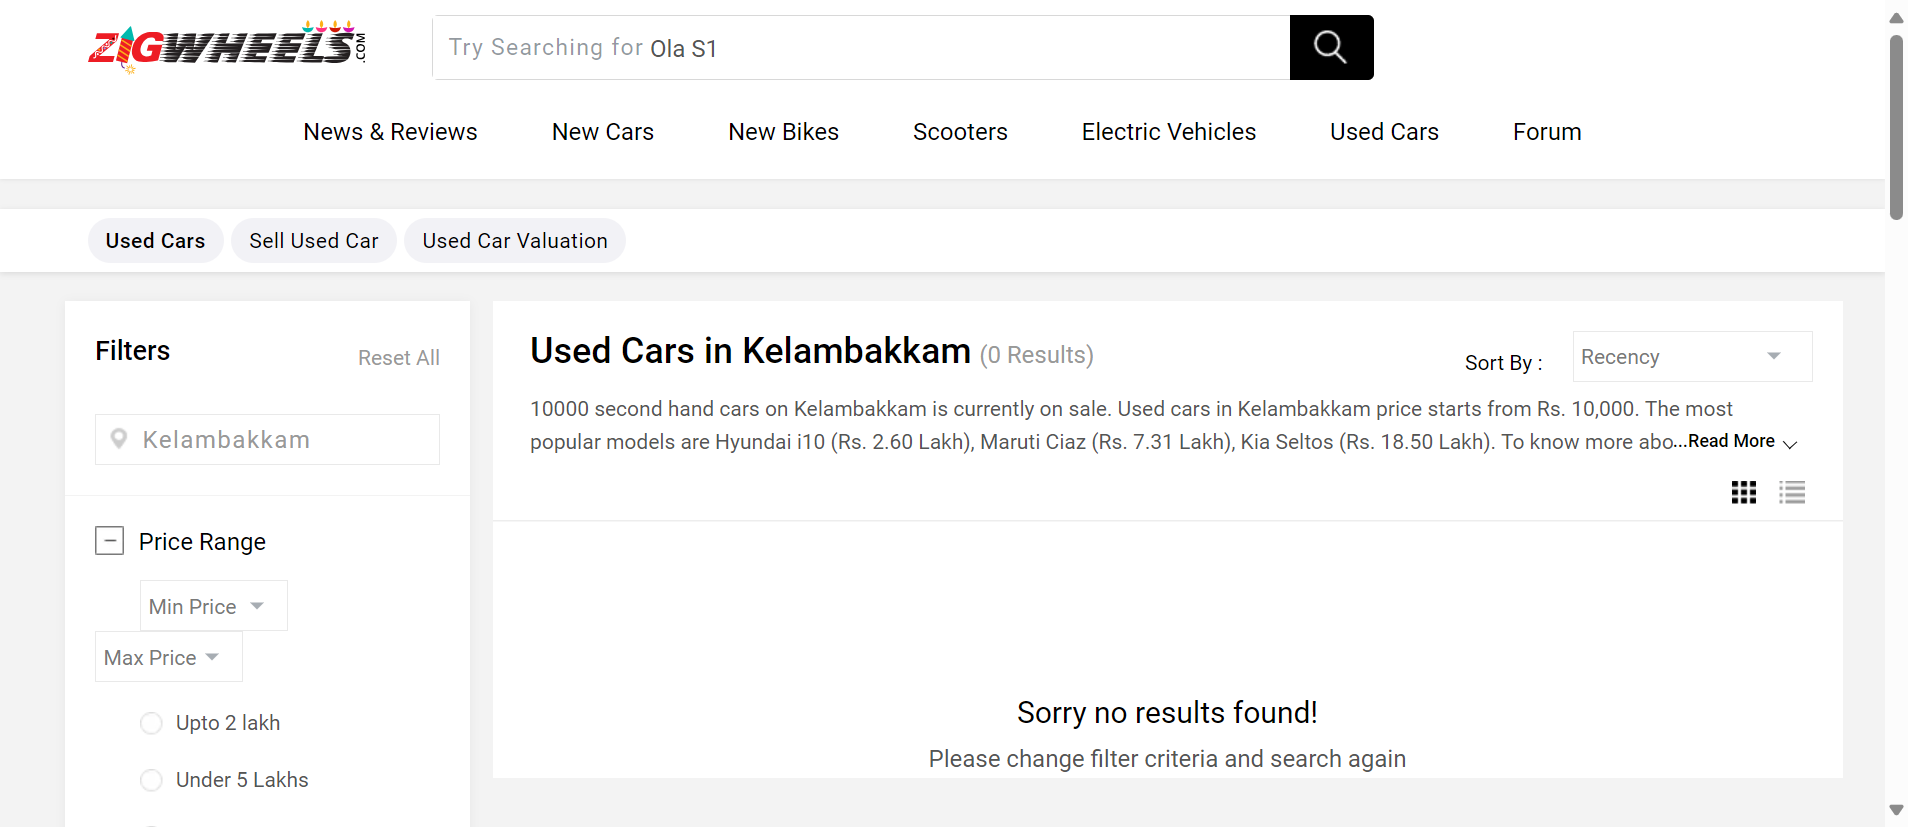 ZIGWHEELS.COM
Try Searching for Ola S1
News & Reviews New Cars New Bikes Scooters Electric Vehicles Used Cars Forum
Used Cars Sell Used Car Used Car Valuation
Filters
Reset All
Kelambakkam
Price Range
Min Price
Max Price
Upto 2 lakh
Under 5 Lakhs
Used Cars in Kelambakkam (0 Results)
Sort By : Recency
10000 second hand cars on Kelambakkam is currently on sale. Used cars in Kelambakkam price starts from Rs. 10,000. The most
popular models are Hyundai i10 (Rs. 2.60 Lakh), Maruti Ciaz (Rs. 7.31 Lakh), Kia Seltos (Rs. 18.50 Lakh). To know more abo...Read More
Sorry no results found!
Please change filter criteria and search again